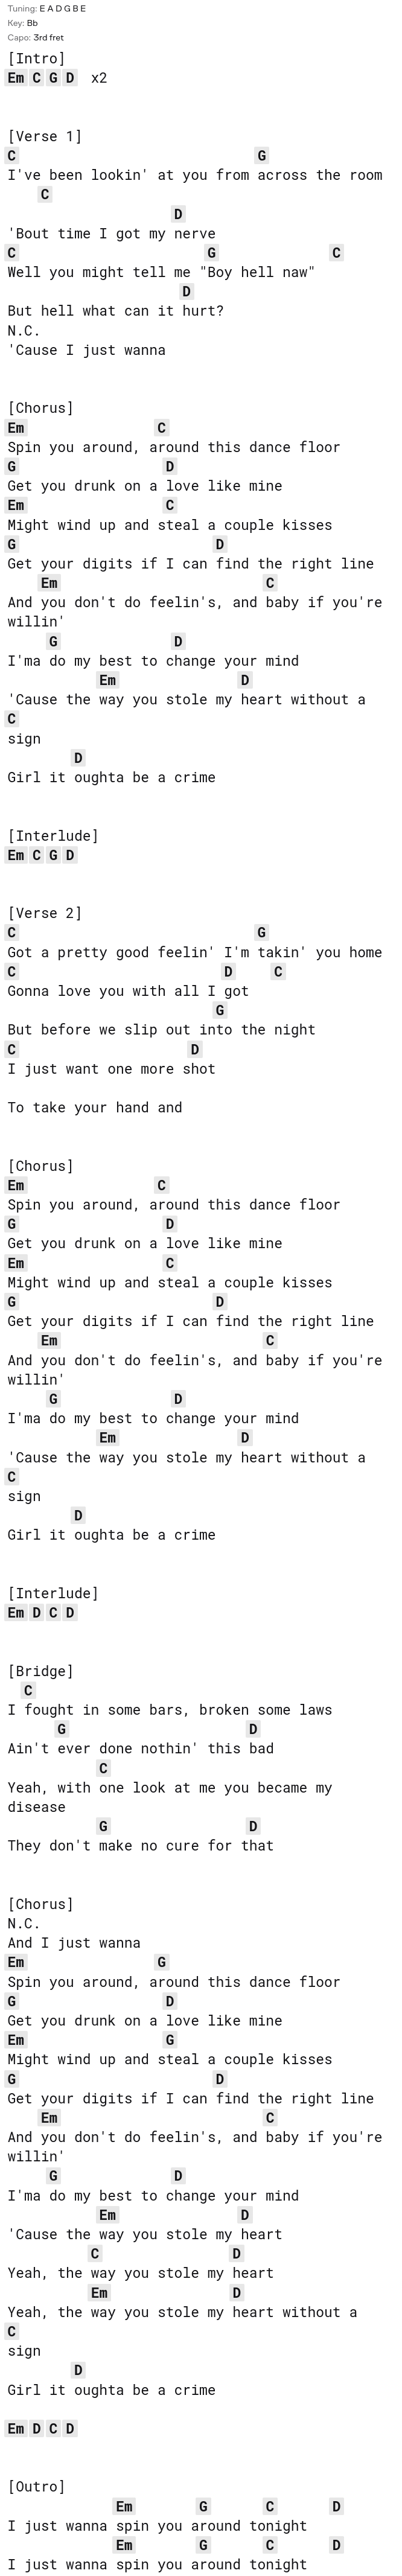 Tuning: E A D G B E
Key: Bb
Capo: 3rd fret
[Intro]
Em C G D x2
[Verse 1]
C G
I've been lookin' at you from across the room
C
D
'Bout time I got my nerve
C G C
Well you might tell me "Boy hell naw"
D
But hell what can it hurt?
N.C.
'Cause I just wanna
[Chorus]
Em C
Spin you around, around this dance floor
G D
Get you drunk on a love like mine
Em C
Might wind up and steal a couple kisses
G D
Get your digits if I can find the right line
Em C
And you don't do feelin's, and baby if you're
willin'
G D
I'ma do my best to change your mind
Em D
'Cause the way you stole my heart without a
C
sign
D
Girl it oughta be a crime
[Interlude]
Em C G D
[Verse 2]
C G
Got a pretty good feelin' I'm takin' you home
C D C
Gonna love you with all I got
G
But before we slip out into the night
C D
I just want one more shot
To take your hand and
[Chorus]
Em C
Spin you around, around this dance floor
G D
Get you drunk on a love like mine
Em C
Might wind up and steal a couple kisses
G D
Get your digits if I can find the right line
Em C
And you don't do feelin's, and baby if you're
willin'
G D
I'ma do my best to change your mind
Em D
'Cause the way you stole my heart without a
C
sign
D
Girl it oughta be a crime
[Interlude]
Em D C D
[Bridge]
C
I fought in some bars, broken some laws
G D
Ain't ever done nothin' this bad
C
Yeah, with one look at me you became my
disease
G D
They don't make no cure for that
[Chorus]
N.C.
And I just wanna
Em G
Spin you around, around this dance floor
G D
Get you drunk on a love like mine
Em G
Might wind up and steal a couple kisses
G D
Get your digits if I can find the right line
Em C
And you don't do feelin's, and baby if you're
willin'
G D
I'ma do my best to change your mind
Em D
'Cause the way you stole my heart
C D
Yeah, the way you stole my heart
Em D
Yeah, the way you stole my heart without a
C
sign
D
Girl it oughta be a crime
Em D C D
[Outro]
Em G C D
I just wanna spin you around tonight
Em G C D
I just wanna spin you around tonight